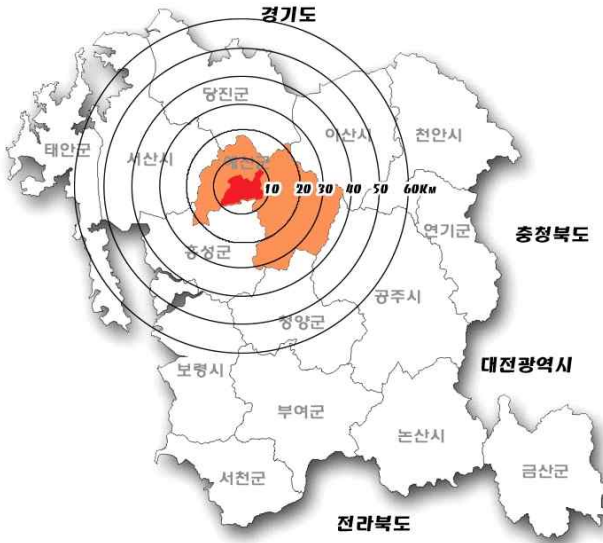 경기도
당진군
아산시
천안시
태안군
서산시
예산군
10 20 30 40 50 60Km
연기군
충청북도
홍성군
공주시
청양군
대전광역시
보령시
부여군
논산시
금산군
서천군
전라북도